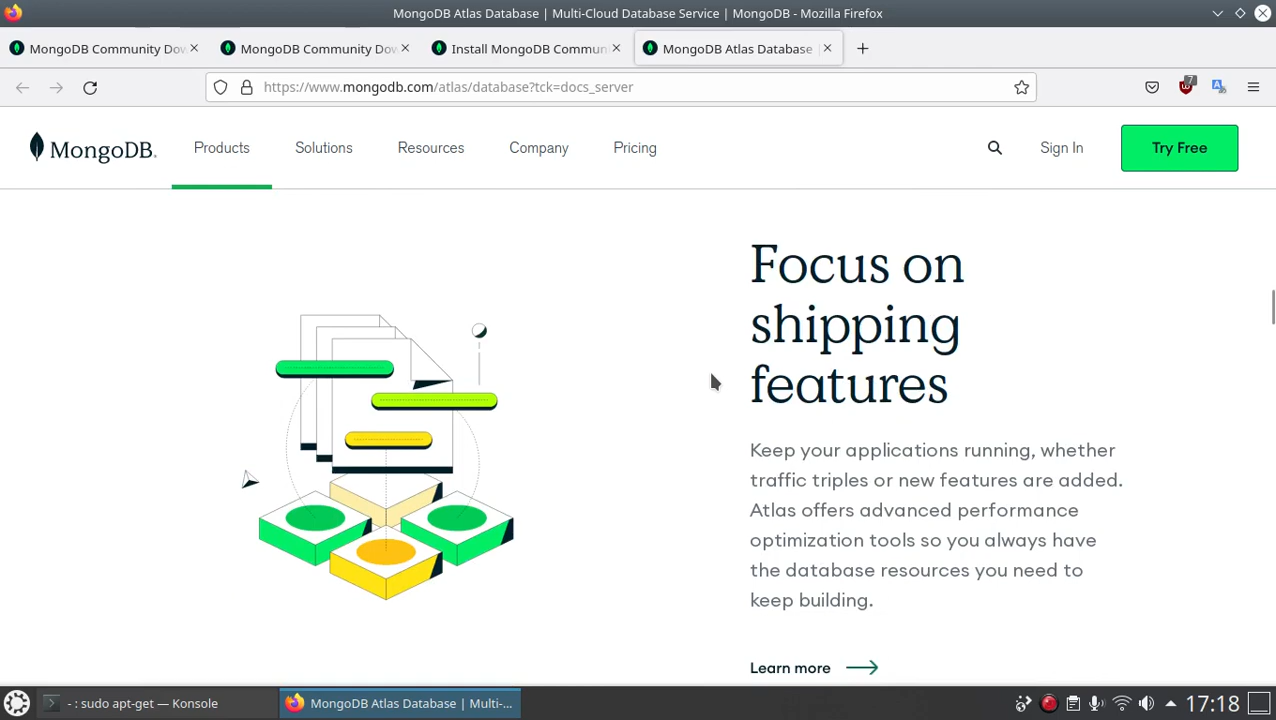 MongoDB Atlas Database | Multi-Cloud Database Service | MongoDB - Mozilla Firefox
MongoDB Community Dow
MongoDB Community Dow
Install MongoDB Commun
MongoDB Atlas Database
https://www.mongodb.com/atlas/database?tck=docs_server
7
MongoDB.
Products
Solutions
Resources
Company
Pricing
Sign In
Try Free
Focus on
shipping
features
Keep your applications running, whether
traffic triples or new features are added.
Atlas offers advanced performance
optimization tools so you always have
the database resources you need to
keep building.
Learn more
- : sudo apt-get — Konsole
MongoDB Atlas Database | Multi-...
17:18